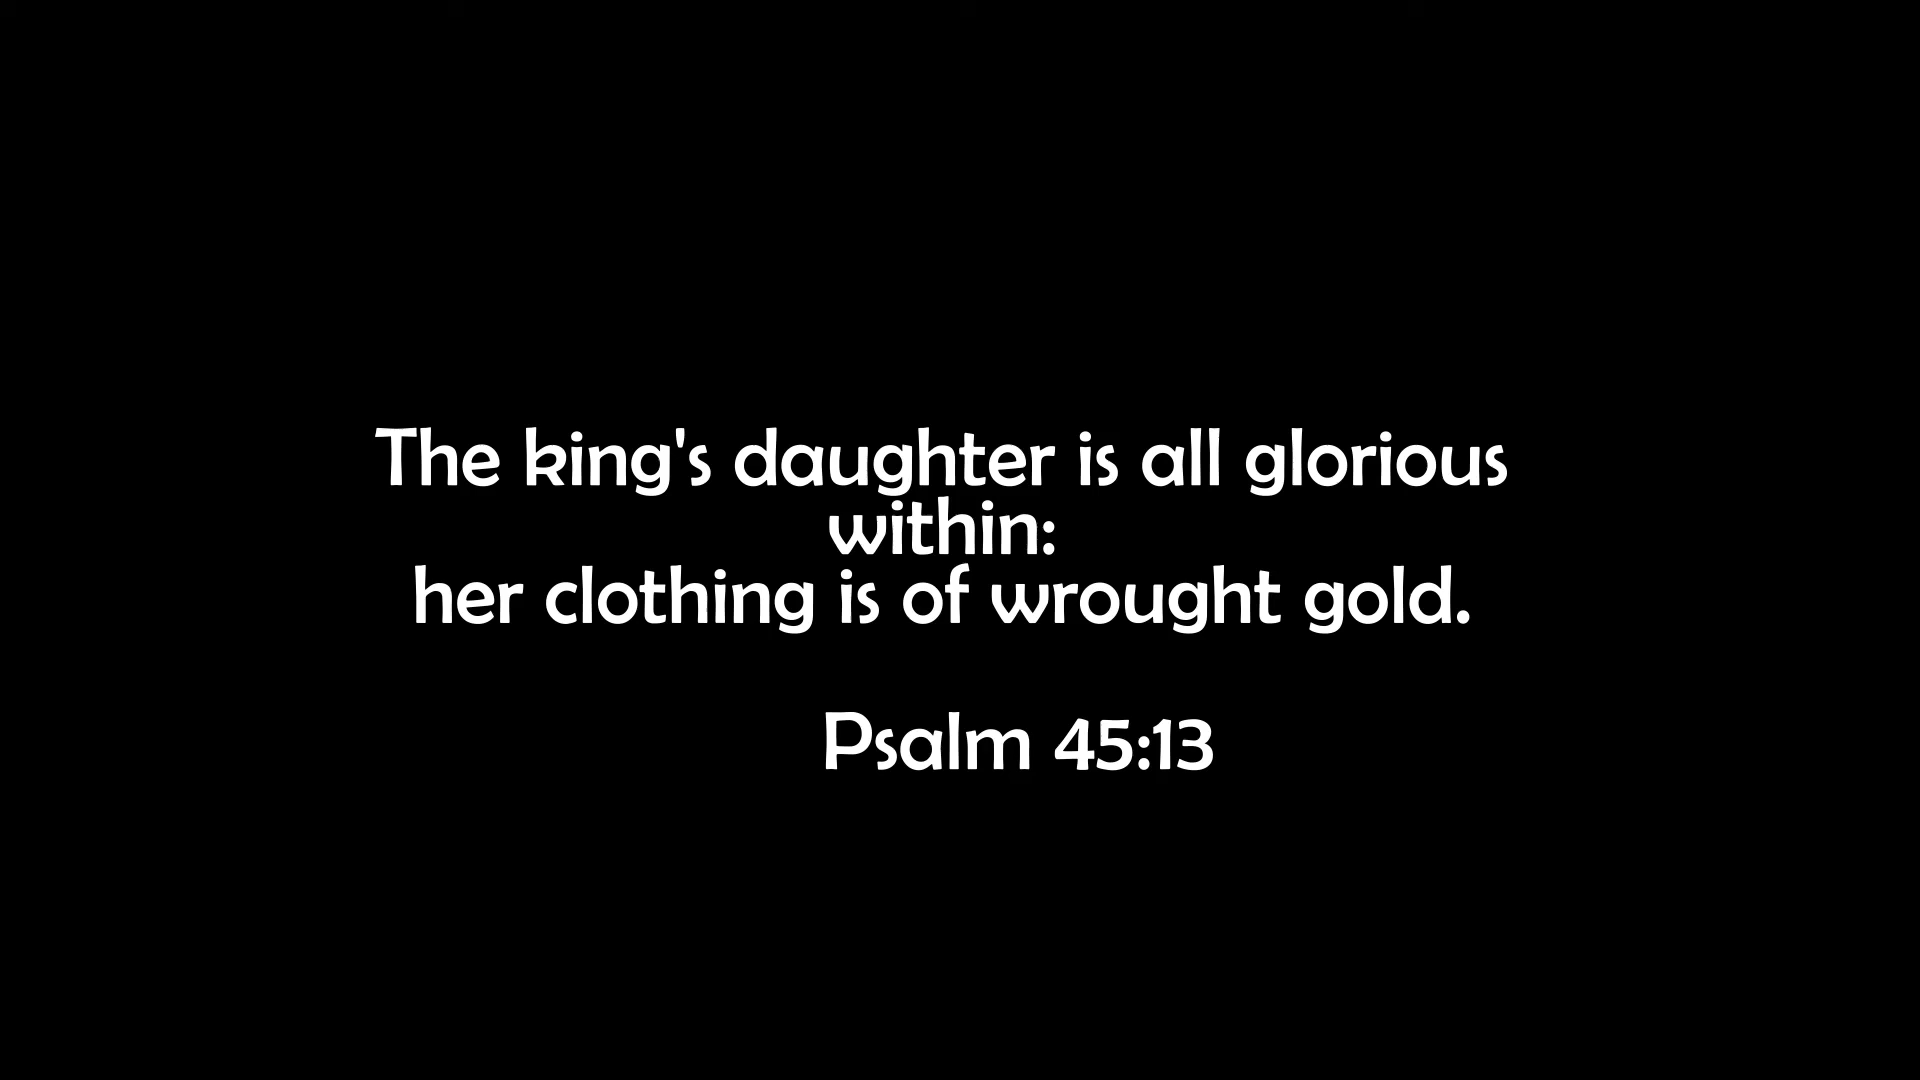 The king's daughter is all glorious
within:
her clothing is of wrought gold.
Psalm 45:13